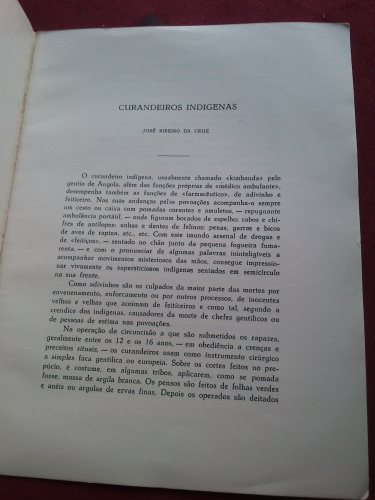 CURANDEIROS INDIGENAS
JOSÉ RIBEIRO DA CRUZ
O curandeiro indígena, usualmente chamado «kimbanda» pelo
gentio de Angola, além das funções próprias de «médico ambulante»,
desempenha também as funções de «farmacêutico», de adivinho e
feiticeiro. Nas suas andanças pelas povoações acompanha-o sempre
um cesto ou caixa com pomadas corantes e amuletos, — repugnante
ambulância portátil, — onde figuram bocados de espelho; rabos e chi-
fres de antílopes; unhas e dentes de felinos; penas, garras e bicos
de aves de rapina, etc., etc. Com este imundo arsenal de drogas e
de «feitiços», — sentado no chão junto da pequena fogueira fuma-
renta, — e com o pronunciar de algumas palavras ininteligíveis a
acompanhar movimentos misteriosos das mãos, consegue impressio-
nar vivamente os supersticiosos indígenas sentados em semicírculo
na sua frente.
Como adivinhos são os culpados da maior parte das mortes por
envenenamento, enforcamento ou por outros processos, de inocentes
velhos e velhas que acoimam de feiticeiros e como tal, segundo a
crendice dos indígenas, causadores da morte de chefes gentílicos ou
de pessoas de estima nas povoações.
Na operação da circuncisão a que são submetidos os rapazes,
geralmente entre os 12 e os 16 anos, — em obediência a crenças e
preceitos rituais, — os curandeiros usam como instrumento cirúrgico
a simples faca gentílica ou europeia. Sobre os cortes feitos no pre-
púcio, é costume, em algumas tribos, aplicarem, como se pomada
fosse, massa de argila branca. Os pensos são feitos de folhas verdes
e anéis ou argolas de ervas finas. Depois os operados são deitados